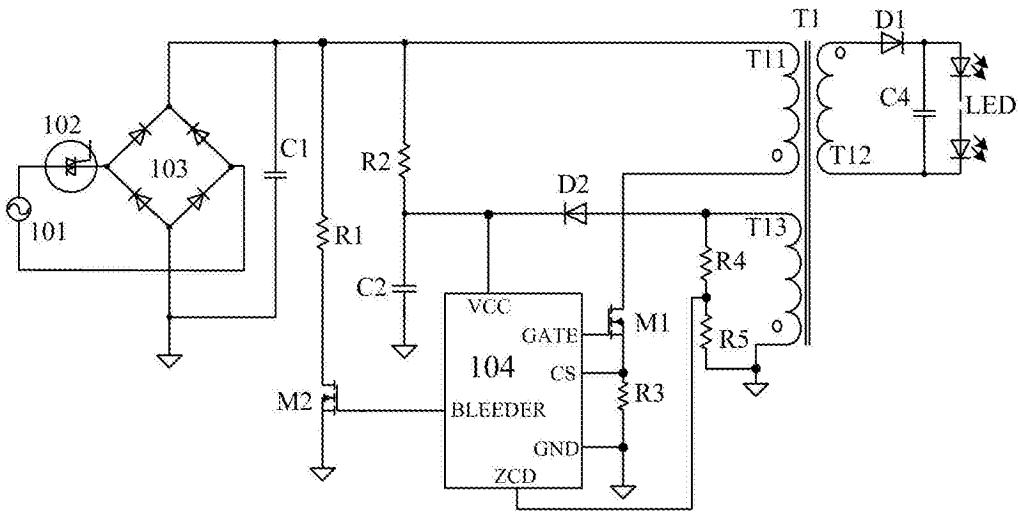 T1
D1
T11
C4
LED
102
103
C1
R2
T12
D2
101
R1
T13
R4
C2
VCC
GATE
M1
R5
104
CS
R3
M2
BLEEDER
GND
ZCD